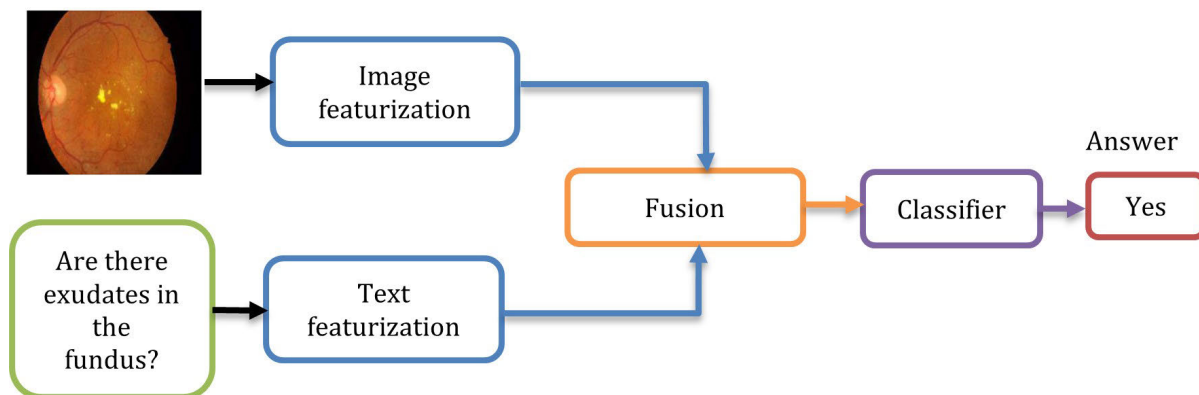 Image
featurization
Answer
Fusion
Classifier
Yes
Are there
exudates in
the
fundus?
Text
featurization